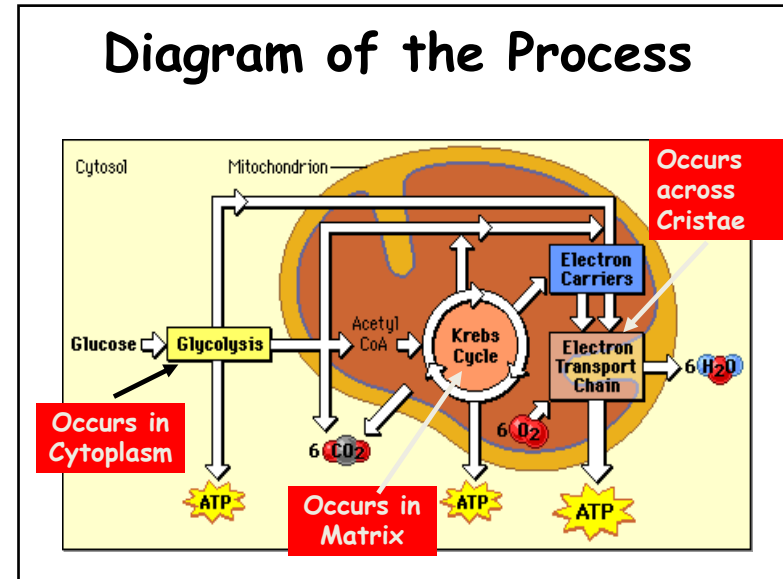 Diagram of the Process
Cytosol
Mitochondrion
Occurs
across
Cristae
Electron
Carriers
Glucose
Glycolysis
Acetyl
CoA
Krebs
Cycle
Electron
Transport
Chain
6 H2O
Occurs in
Cytoplasm
6 CO2
6 O2
ATP
Occurs in
Matrix
ATP
ATP